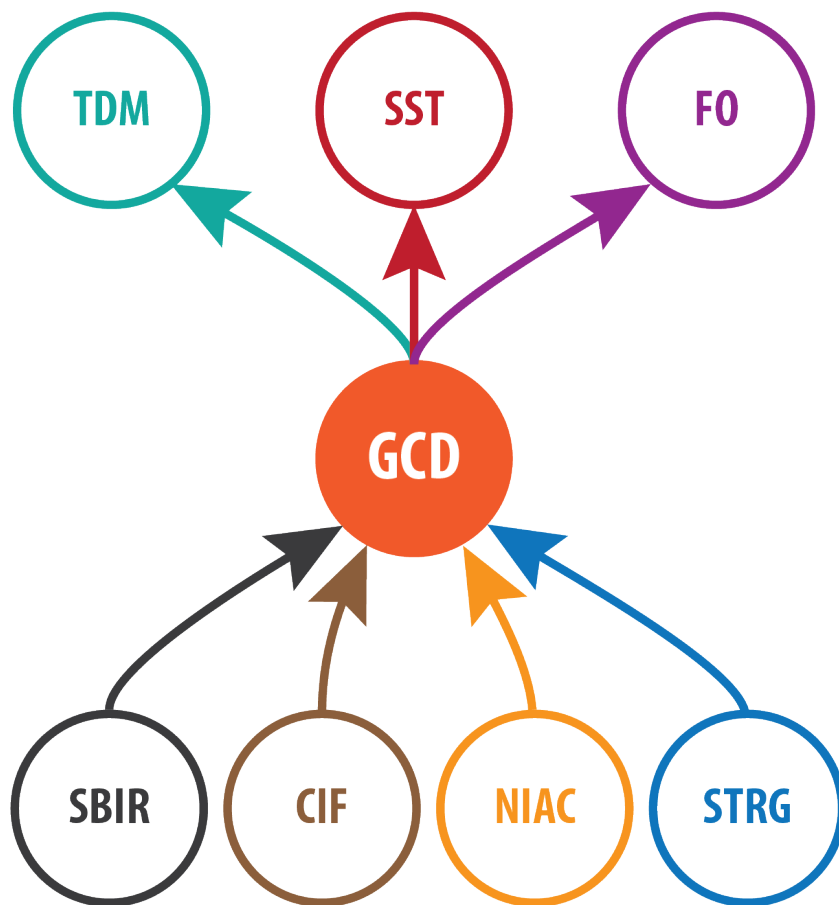 TDM
SST
FO
GCD
SBIR
CIF
NIAC
STRG